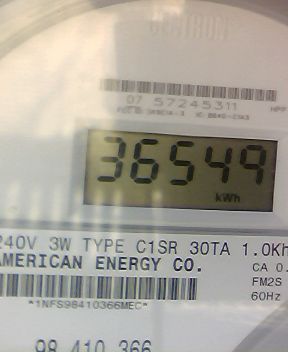 07 57245311
36549
kWh
240V 3W TYPE C1SR 30TA 1.0Kh
AMERICAN ENERGY CO.
CA 0.
FM2S
60Hz
*1NFS98410366MEC*
98 410 366